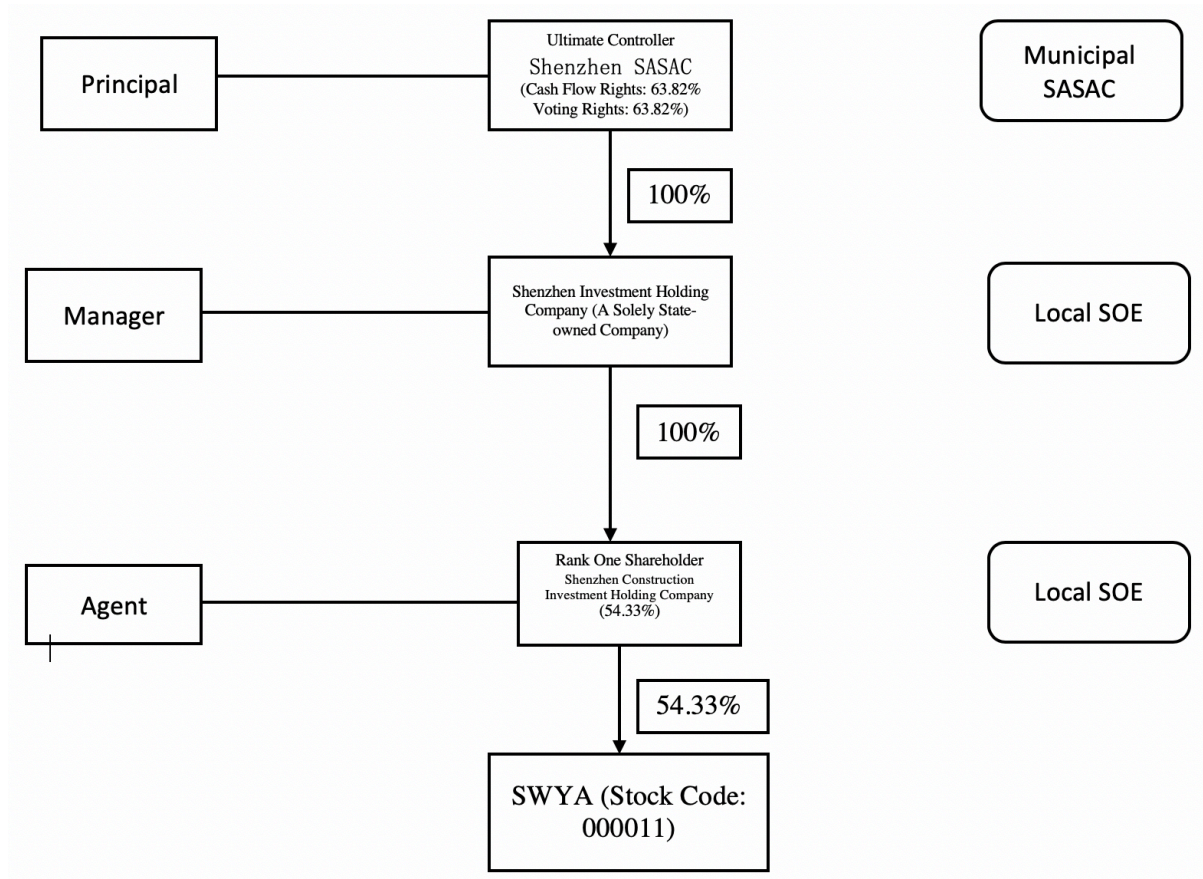 Principal
Ultimate Controller
Shenzhen SASAC
(Cash Flow Rights: 63.82%
Voting Rights: 63.82%)
Municipal
SASAC
100%
Manager
Shenzhen Investment Holding
Company (A Solely State-
owned Company)
Local SOE
100%
Agent
Rank One Shareholder
Shenzhen Construction
Investment Holding Company
(54.33%)
Local SOE
54.33%
SWYA (Stock Code:
000011)